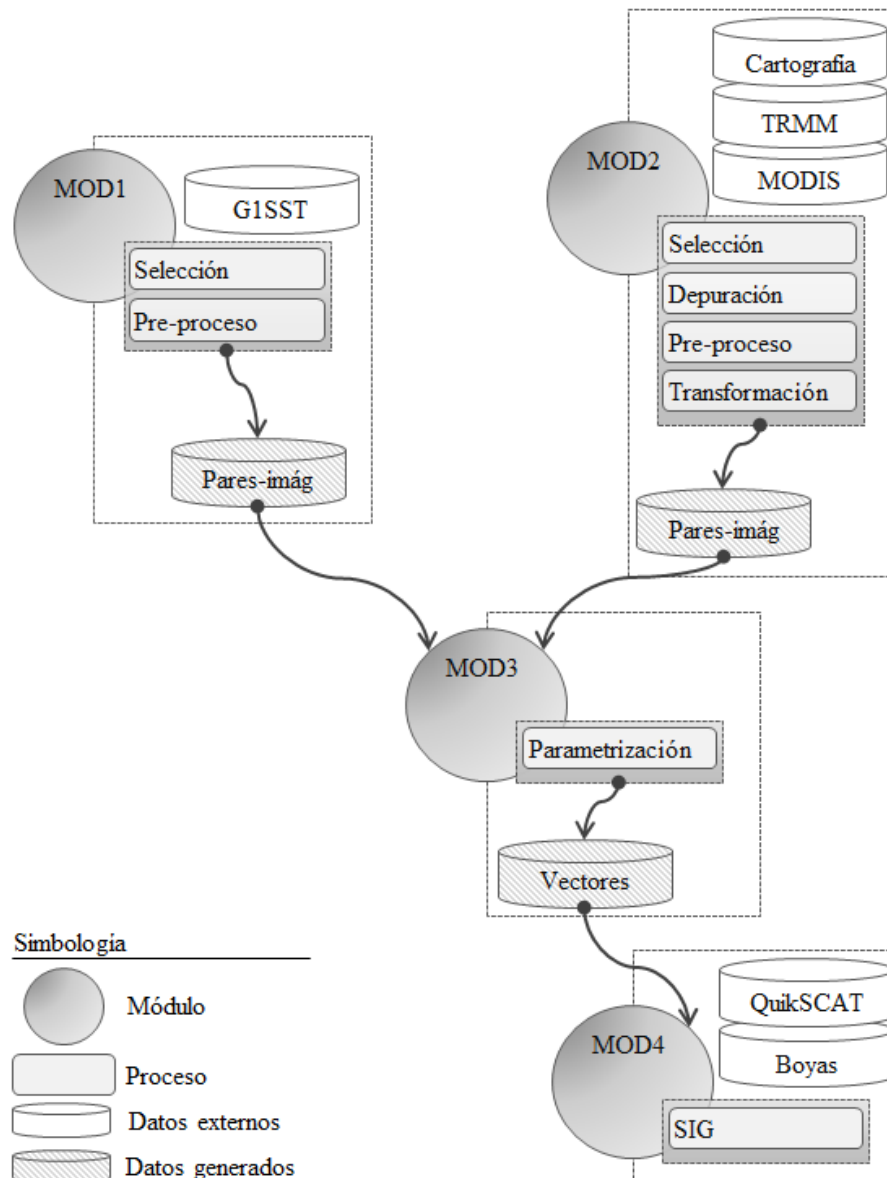 MOD1
G1SST
Selección
Pre-proceso
Pares-imág
MOD2
Cartografia
TRMM
MODIS
Selección
Depuración
Pre-proceso
Transformación
Pares-imág
MOD3
Parametrización
Vectores
MOD4
QuikSCAT
Boyas
SIG
Simbología
Módulo
Proceso
Datos externos
Datos generados